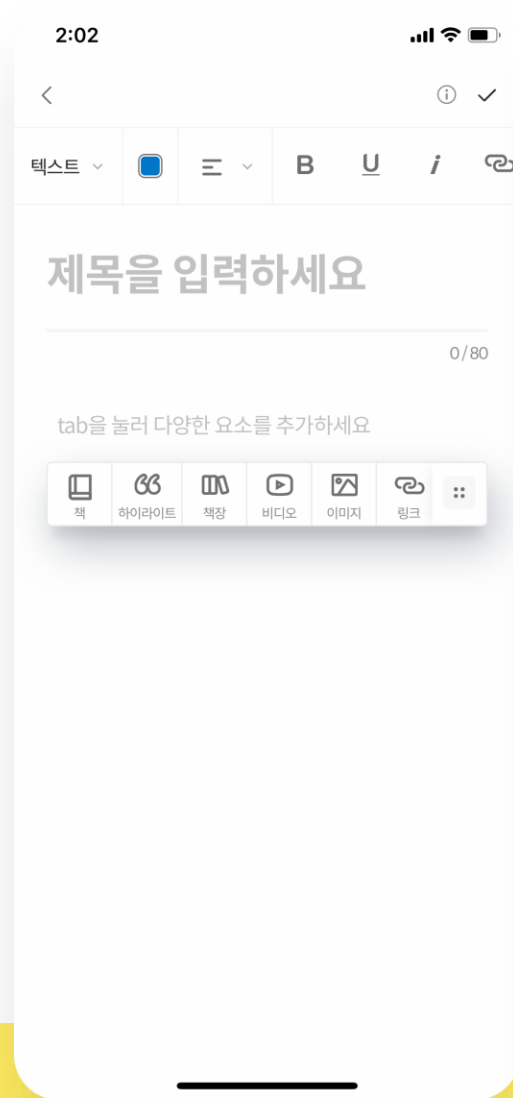 2:02
텍스트 B U i
제목을 입력하세요
0/80
tab을 눌러 다양한 요소를 추가하세요
책 하이라이트 책장 비디오 이미지 링크